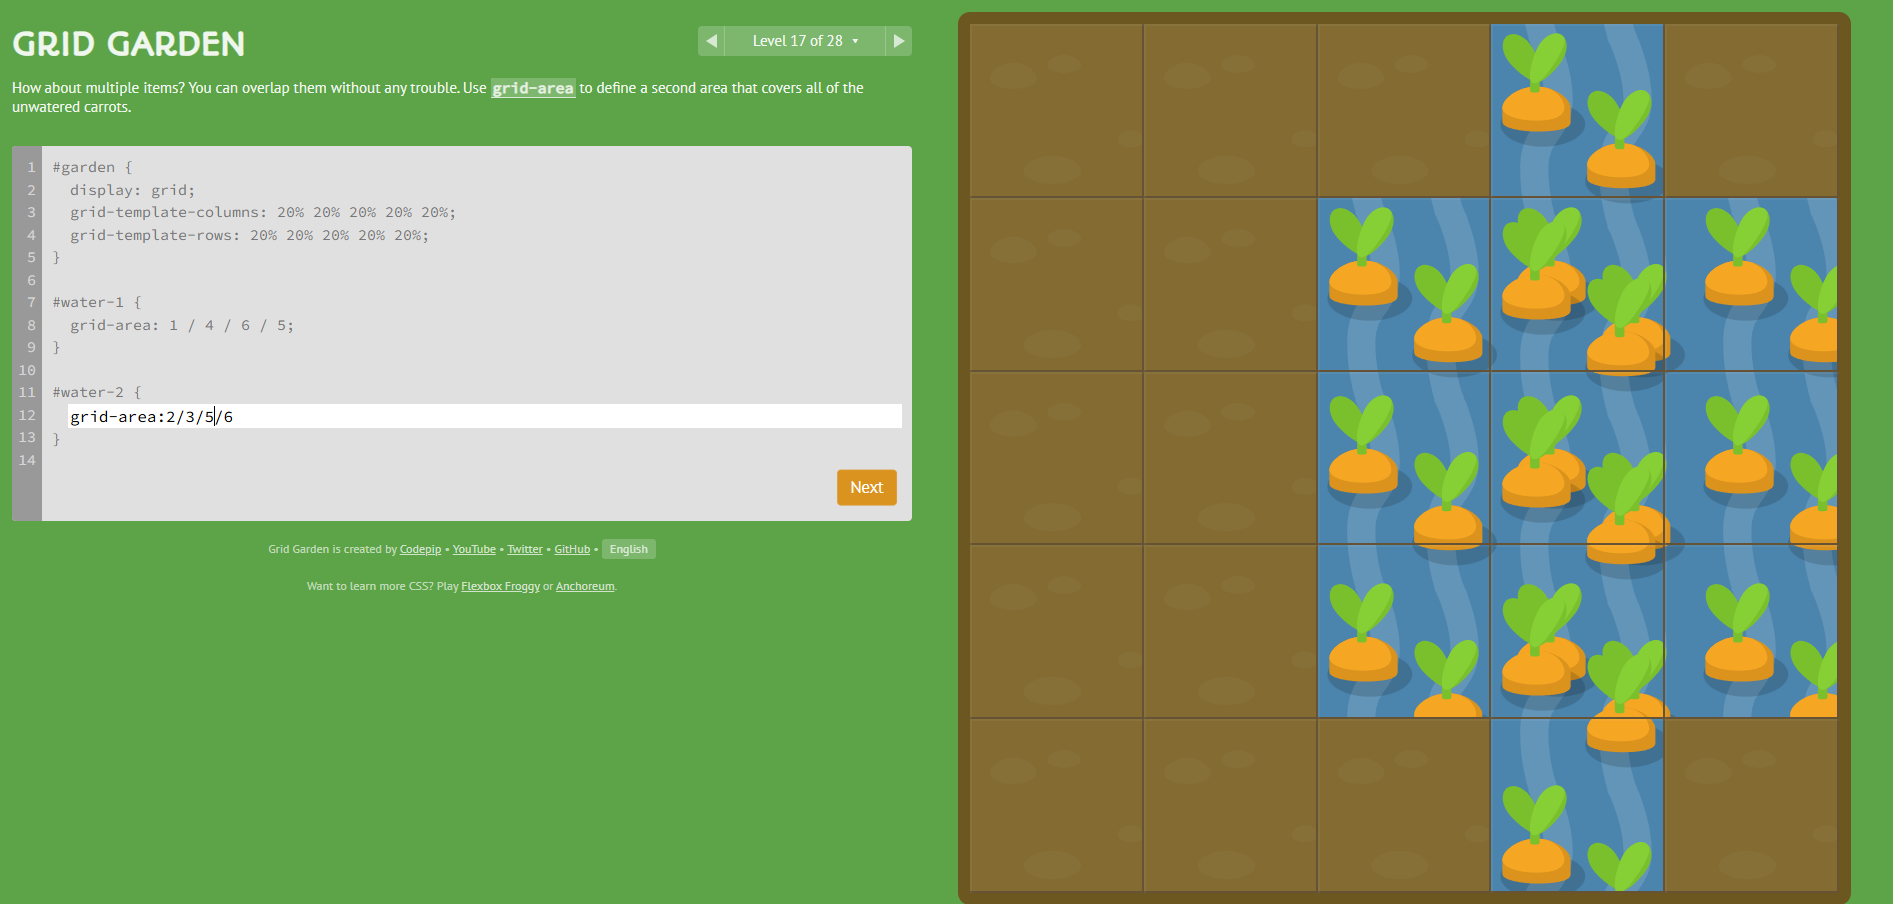 GRID GARDEN
◀ Level 17 of 28 ▾ ▶
How about multiple items? You can overlap them without any trouble. Use grid-area to define a second area that covers all of the
unwatered carrots.
1 #garden {
2 display: grid;
3 grid-template-columns: 20% 20% 20% 20% 20%;
4 grid-template-rows: 20% 20% 20% 20% 20%;
5 }
6
7 #water-1 {
8 grid-area: 1 / 4 / 6 / 5;
9 }
10
11 #water-2 {
12 grid-area:2/3/5/6
13 }
14
Next
Grid Garden is created by Codepip • YouTube • Twitter • GitHub • English
Want to learn more CSS? Play Flexbox Froggy or Anchoreum.